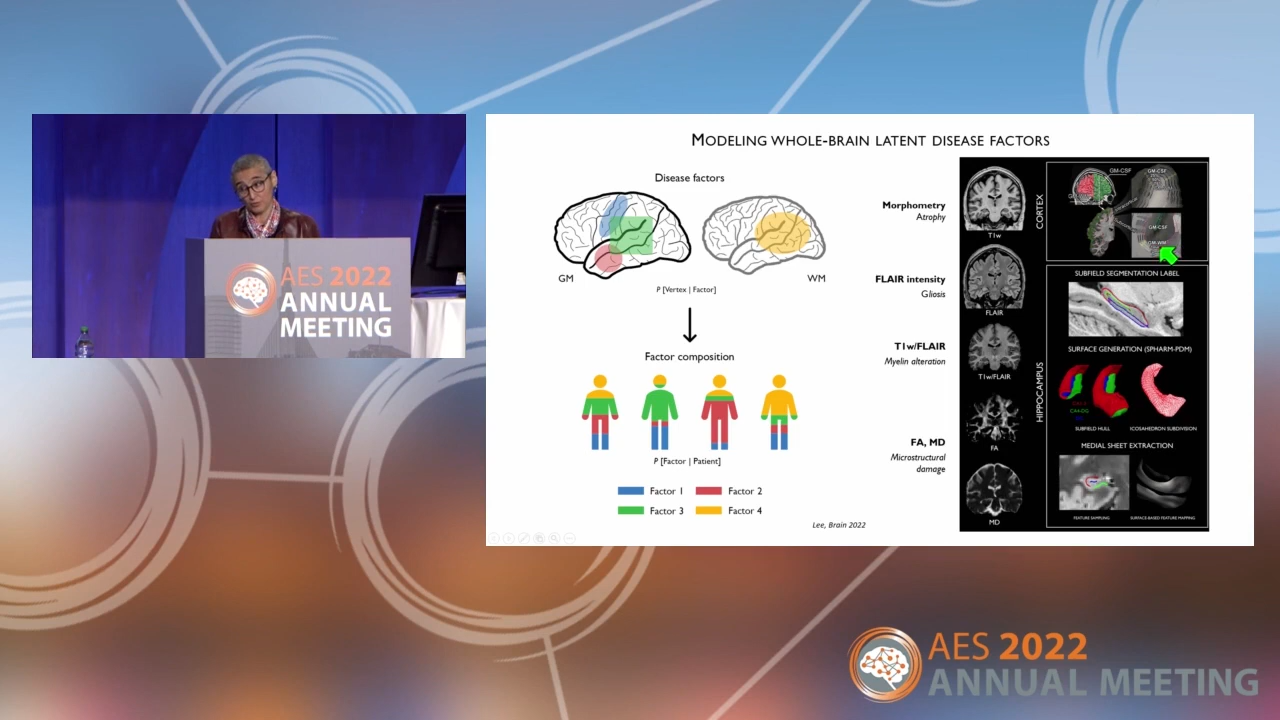 AES 2022
ANNUAL
MEETING
MODELING WHOLE-BRAIN LATENT DISEASE FACTORS
Disease factors
GM
WM
P [Vertex | Factor]
Factor composition
P [Factor | Patient]
Factor 1
Factor 2
Factor 3
Factor 4
Lee, Brain 2022
Morphometry
Atrophy
FLAIR intensity
Gliosis
T1w/FLAIR
Myelin alteration
FA, MD
Microstructural
damage
T1w
FLAIR
T1w/FLAIR
FA
MD
CORTEX
GM-CSF
GM-CSF
GM-CSF
GM-WM
HIPPOCAMPUS
SUBFIELD SEGMENTATION LABEL
SURFACE GENERATION (SPHARM-PDM)
CA4-DG
SUBFIELD HULL
ICOSAHEDRON SUBDIVISION
MEDIAL SHEET EXTRACTION
FEATURE SAMPLING
SURFACE-BASED FEATURE MAPPING
AES 2022
ANNUAL MEETING